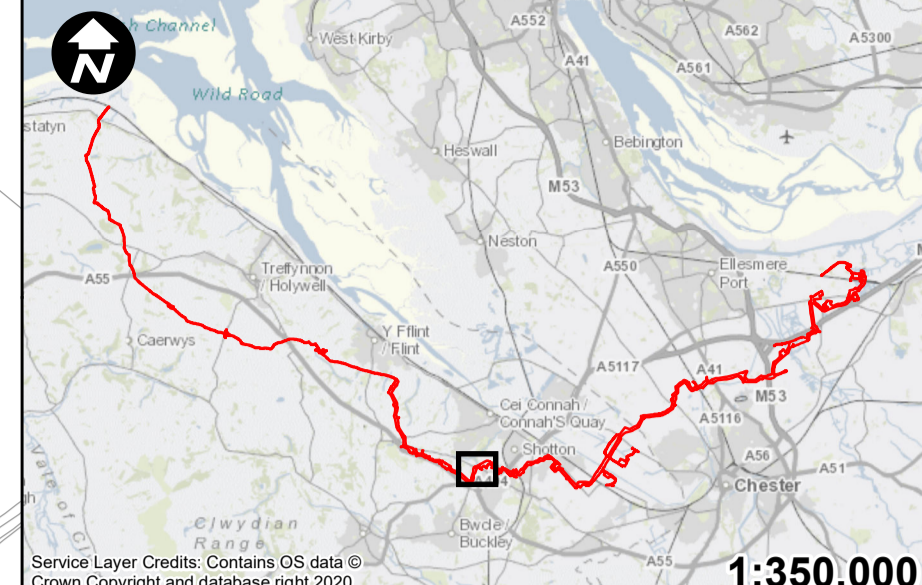 h Channel
A552
A562
A5300
West Kirby
A41
A561
N
Wild Road
statyn
Bebington
Heswall
M53
Neston
A550
Ellesmere
Port
Treffynnon
/ Holywell
A55
Y Fflint
/ Flint
Caerwys
A5117
A41
M53
Cei Connah /
Connah'S Quay
A5116
Shotton
A56
A51
Chester
Clwydian
Range
Bwcle /
Buckley
A55
Service Layer Credits: Contains OS data ©
Crown Copyright and database right 2020
1:350,000